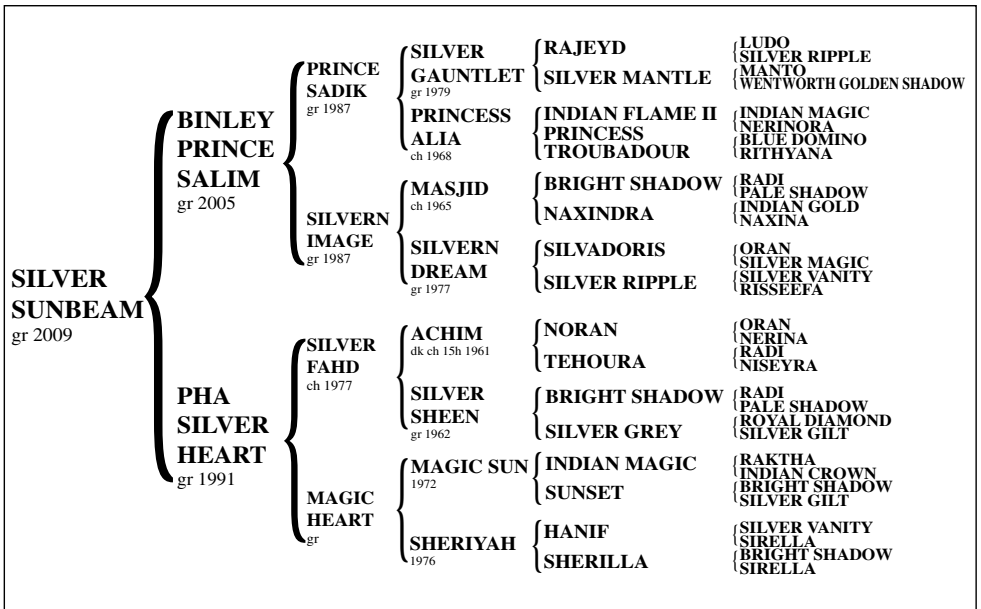 SILVER
SUNBEAM
gr 2009
BINLEY
PRINCE
SALIM
gr 2005
PHA
SILVER
HEART
gr 1991
PRINCE
SADIK
gr 1987
SILVERN
IMAGE
gr 1987
SILVER
FAHD
ch 1977
MAGIC
HEART
gr
SILVER
GAUNTLET
gr 1979
PRINCESS
ALIA
ch 1968
MASJID
ch 1965
SILVERN
DREAM
gr 1977
ACHIM
dk ch 15h 1961
SILVER
SHEEN
gr 1962
MAGIC SUN
1972
SHERIYAH
1976
RAJEYD
SILVER MANTLE
INDIAN FLAME II
PRINCESS
TROUBADOUR
BRIGHT SHADOW
NAXINDRA
SILVADORIS
SILVER RIPPLE
NORAN
TEHOURA
BRIGHT SHADOW
SILVER GREY
INDIAN MAGIC
SUNSET
HANIF
SHERILLA
LUDO
SILVER RIPPLE
MANTO
WENTWORTH GOLDEN SHADOW
INDIAN MAGIC
NERINORA
BLUE DOMINO
RITHYANA
RADI
PALE SHADOW
INDIAN GOLD
NAXINA
ORAN
SILVER MAGIC
SILVER VANITY
RISSEEFA
ORAN
NERINA
RADI
NISEYRA
RADI
PALE SHADOW
ROYAL DIAMOND
SILVER GILT
RAKTHA
INDIAN CROWN
BRIGHT SHADOW
SILVER GILT
SILVER VANITY
SIRELLA
BRIGHT SHADOW
SIRELLA